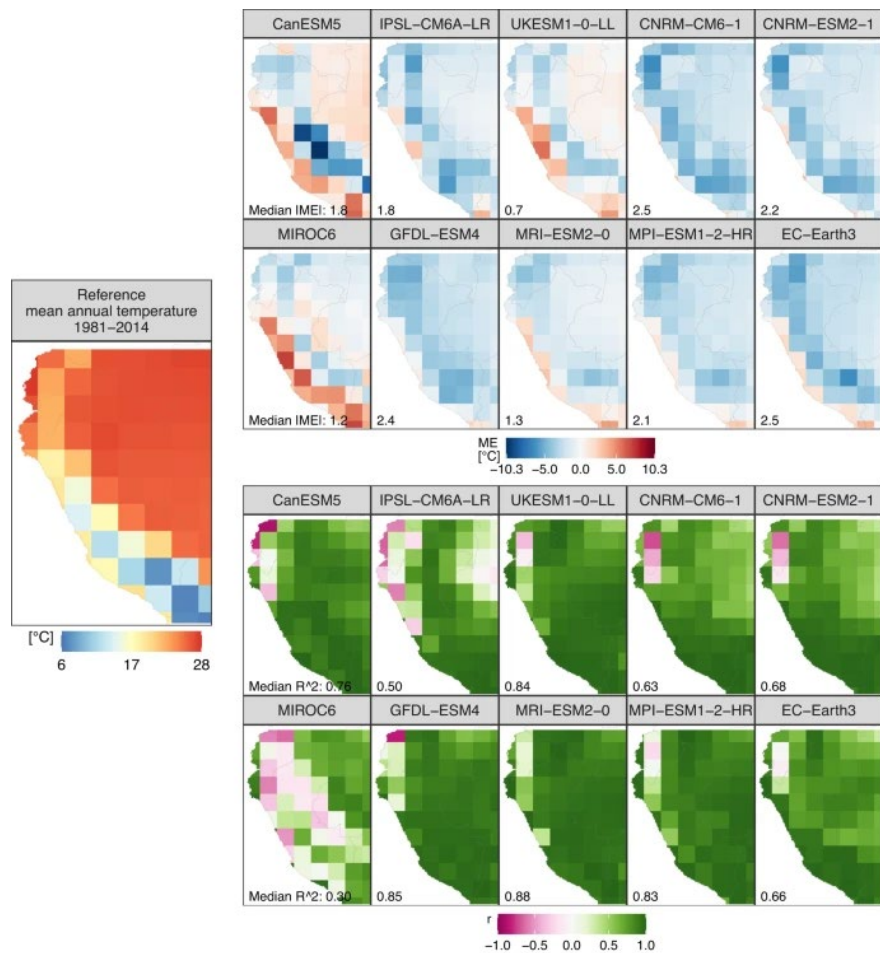 CanESM5 IPSL−CM6A−LR UKESM1−0−LL CNRM−CM6−1 CNRM−ESM2−1
Median IMEI: 1.8 1.8 0.7 2.5 2.2
MIROC6 GFDL−ESM4 MRI−ESM2−0 MPI−ESM1−2−HR EC−Earth3
Median IMEI: 1.2 2.4 1.3 2.1 2.5
ME
[°C]
−10.3 −5.0 0.0 5.0 10.3
Reference
mean annual temperature
1981−2014
[°C]
6 17 28
CanESM5 IPSL−CM6A−LR UKESM1−0−LL CNRM−CM6−1 CNRM−ESM2−1
Median R^2: 0.76 0.50 0.84 0.63 0.68
MIROC6 GFDL−ESM4 MRI−ESM2−0 MPI−ESM1−2−HR EC−Earth3
Median R^2: 0.30 0.85 0.88 0.83 0.66
r
−1.0 −0.5 0.0 0.5 1.0